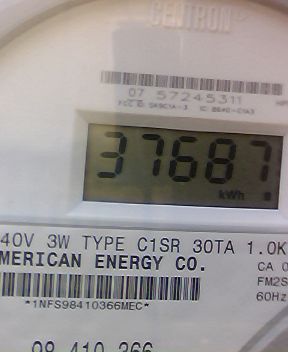 CENTRON
07 57245311
37687
kWh
40V 3W TYPE C1SR 30TA 1.0K
MERICAN ENERGY CO.
CA 0
FM2S
60Hz
*1NFS98410366MEC*
98 410 366